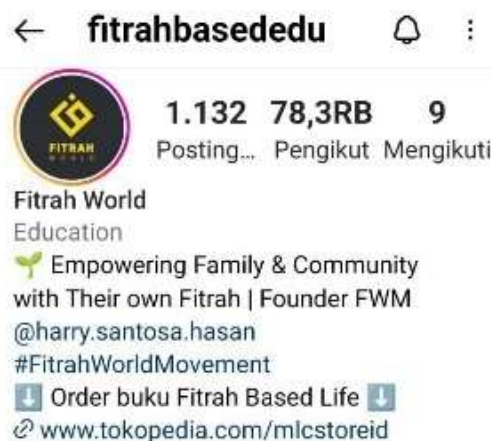 fitrahbasededu
FITRAH
WORLD
1.132 78,3RB 9
Posting... Pengikut Mengikuti
Fitrah World
Education
🌱 Empowering Family & Community
with Their own Fitrah | Founder FWM
@harry.santosa.hasan
#FitrahWorldMovement
⬇️ Order buku Fitrah Based Life ⬇️
www.tokopedia.com/mlcstoreid